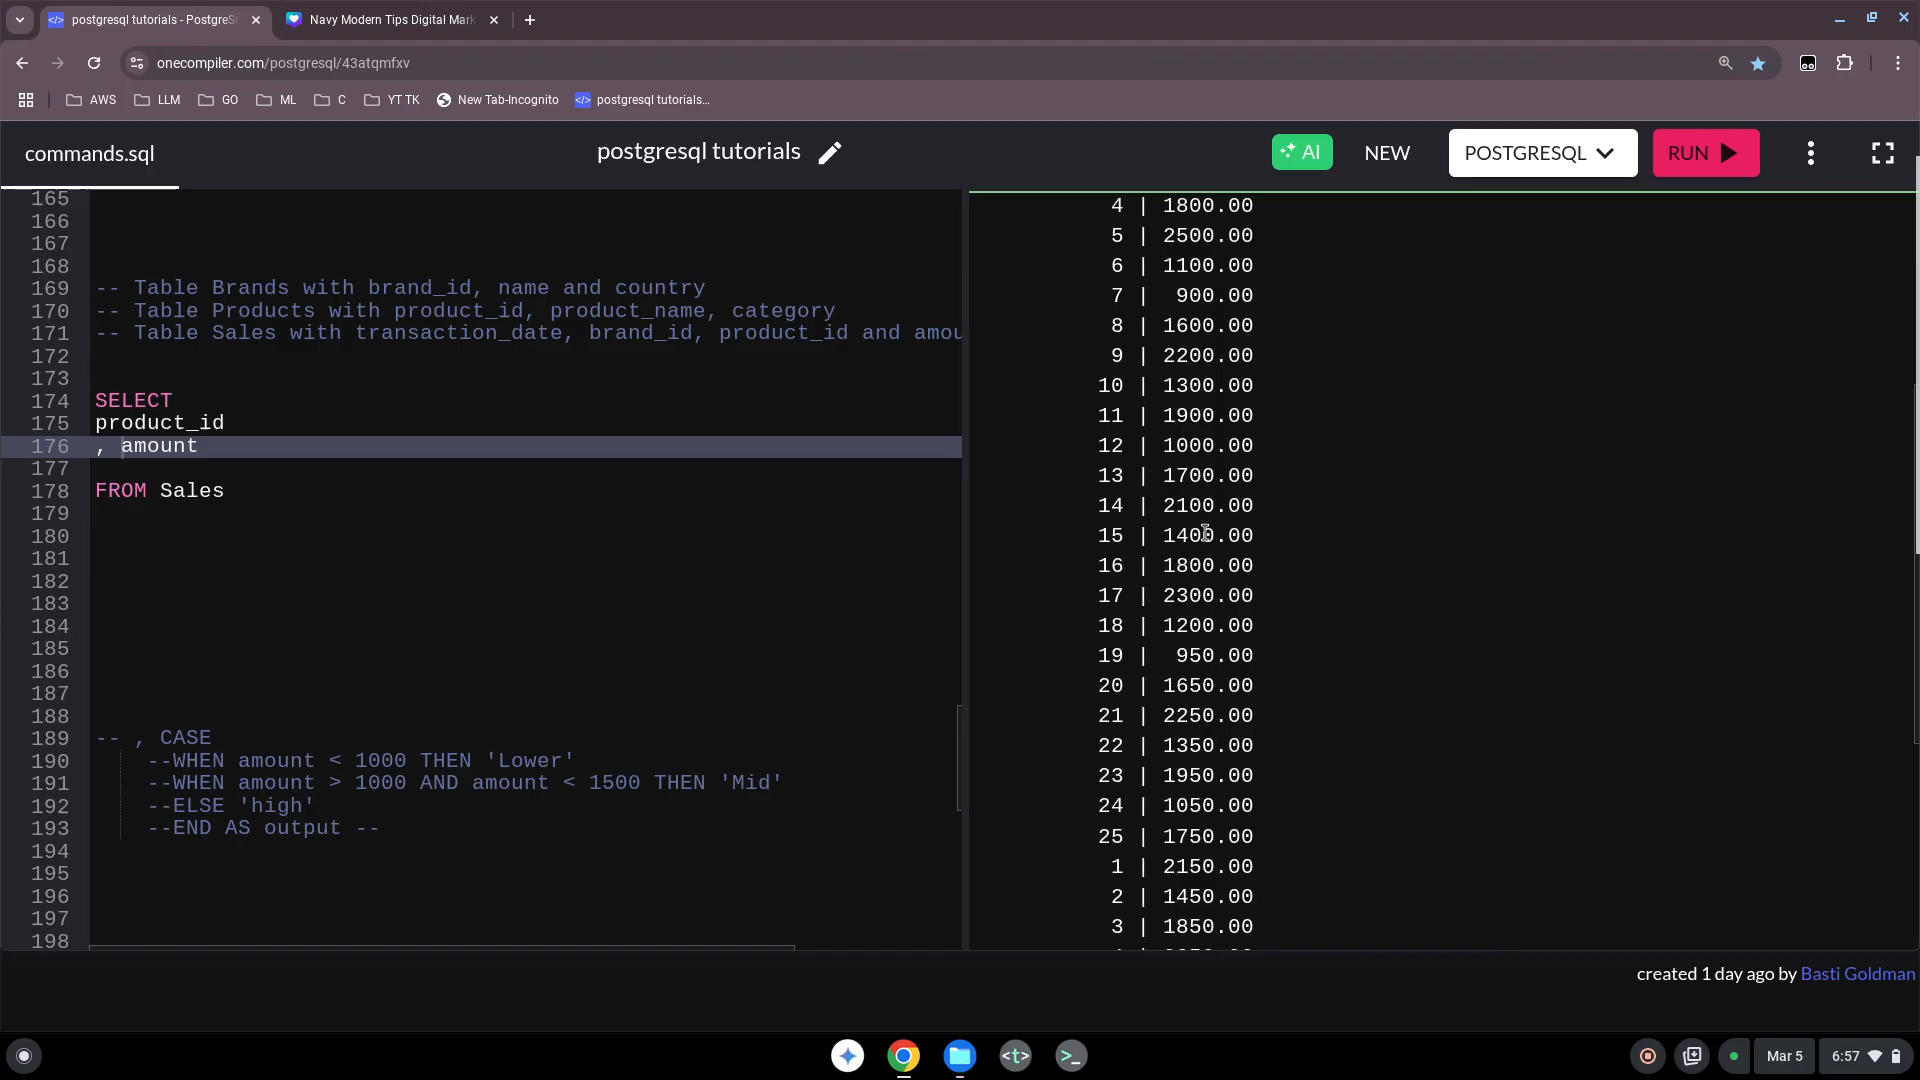 postgresql tutorials - PostgreS
Navy Modern Tips Digital Mark
onecompiler.com/postgresql/43atqmfxv
AWS
LLM
GO
ML
C
YT TK
New Tab-Incognito
postgresql tutorials...
commands.sql
postgresql tutorials
AI
NEW
POSTGRESQL
RUN
165
166
167
168
169 -- Table Brands with brand_id, name and country
170 -- Table Products with product_id, product_name, category
171 -- Table Sales with transaction_date, brand_id, product_id and amou
172
173
174 SELECT
175 product_id
176 , amount
177
178 FROM Sales
179
180
181
182
183
184
185
186
187
188
189 -- , CASE
190 --WHEN amount < 1000 THEN 'Lower'
191 --WHEN amount > 1000 AND amount < 1500 THEN 'Mid'
192 --ELSE 'high'
193 --END AS output --
194
195
196
197
198
4 | 1800.00
5 | 2500.00
6 | 1100.00
7 | 900.00
8 | 1600.00
9 | 2200.00
10 | 1300.00
11 | 1900.00
12 | 1000.00
13 | 1700.00
14 | 2100.00
15 | 1400.00
16 | 1800.00
17 | 2300.00
18 | 1200.00
19 | 950.00
20 | 1650.00
21 | 2250.00
22 | 1350.00
23 | 1950.00
24 | 1050.00
25 | 1750.00
1 | 2150.00
2 | 1450.00
3 | 1850.00
created 1 day ago by Basti Goldman
Mar 5
6:57